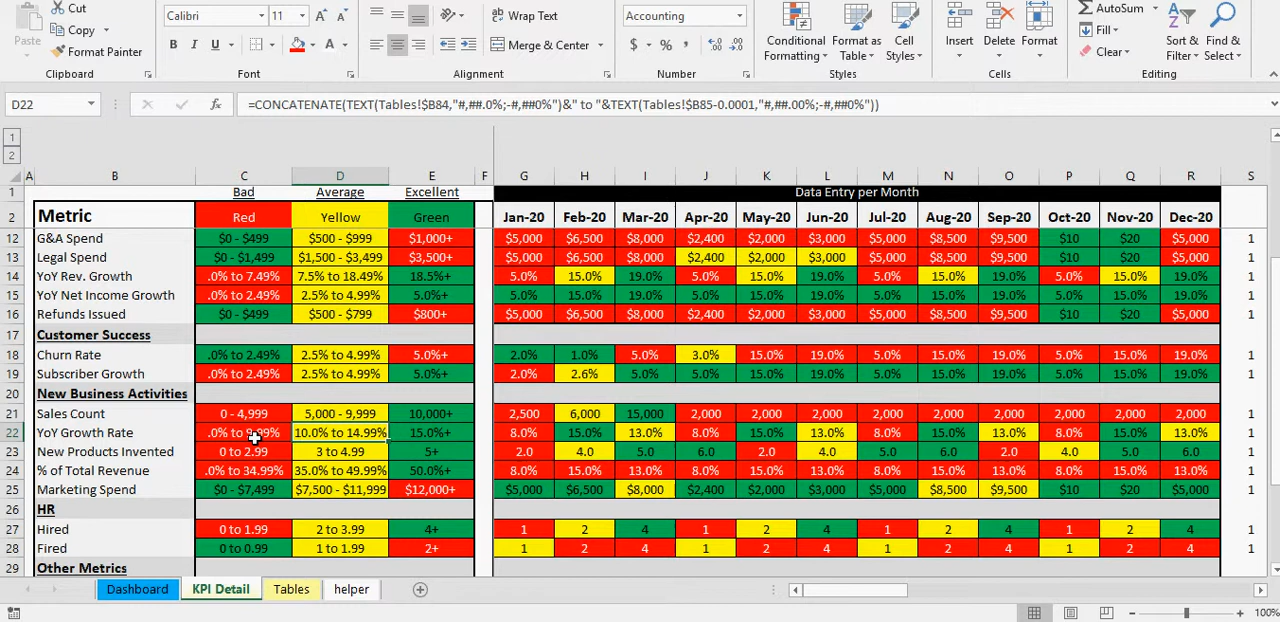 Cut
Copy
Paste
Format Painter
Clipboard
Calibri 11
B I U
Font
Wrap Text
Merge & Center
Alignment
Accounting
$ % ,
Number
Conditional Formatting
Format as Table
Cell Styles
Styles
Insert
Delete
Format
Cells
AutoSum
Fill
Clear
Sort & Filter
Find & Select
Editing
D22 fx =CONCATENATE(TEXT(Tables!$B84,"#,##.0%;-#,##0%")&" to "&TEXT(Tables!$B85-0.0001,"#,##.00%;-#,##0%"))
1
2
A B C D E F G H I J K L M N O P Q R S
1 Bad Average Excellent Data Entry per Month
2 Metric Red Yellow Green Jan-20 Feb-20 Mar-20 Apr-20 May-20 Jun-20 Jul-20 Aug-20 Sep-20 Oct-20 Nov-20 Dec-20
12 G&A Spend $0 - $499 $500 - $999 $1,000+ $5,000 $6,500 $8,000 $2,400 $2,000 $3,000 $5,000 $8,500 $9,500 $10 $20 $5,000 1
13 Legal Spend $0 - $1,499 $1,500 - $3,499 $3,500+ $5,000 $6,500 $8,000 $2,400 $2,000 $3,000 $5,000 $8,500 $9,500 $10 $20 $5,000 1
14 YoY Rev. Growth .0% to 7.49% 7.5% to 18.49% 18.5%+ 5.0% 15.0% 19.0% 5.0% 15.0% 19.0% 5.0% 15.0% 19.0% 5.0% 15.0% 19.0% 1
15 YoY Net Income Growth .0% to 2.49% 2.5% to 4.99% 5.0%+ 5.0% 15.0% 19.0% 5.0% 15.0% 19.0% 5.0% 15.0% 19.0% 5.0% 15.0% 19.0% 1
16 Refunds Issued $0 - $499 $500 - $799 $800+ $5,000 $6,500 $8,000 $2,400 $2,000 $3,000 $5,000 $8,500 $9,500 $10 $20 $5,000 1
17 Customer Success
18 Churn Rate .0% to 2.49% 2.5% to 4.99% 5.0%+ 2.0% 1.0% 5.0% 3.0% 15.0% 19.0% 5.0% 15.0% 19.0% 5.0% 15.0% 19.0% 1
19 Subscriber Growth .0% to 2.49% 2.5% to 4.99% 5.0%+ 2.0% 2.6% 5.0% 5.0% 15.0% 19.0% 5.0% 15.0% 19.0% 5.0% 15.0% 19.0% 1
20 New Business Activities
21 Sales Count 0 - 4,999 5,000 - 9,999 10,000+ 2,500 6,000 15,000 2,000 2,000 2,000 2,000 2,000 2,000 2,000 2,000 2,000 1
22 YoY Growth Rate .0% to 10.0% to 14.99% 15.0%+ 8.0% 15.0% 13.0% 8.0% 15.0% 13.0% 8.0% 15.0% 13.0% 8.0% 15.0% 13.0% 1
23 New Products Invented 0 to 2.99 3 to 4.99 5+ 2.0 4.0 5.0 6.0 2.0 4.0 5.0 6.0 2.0 4.0 5.0 6.0 1
24 % of Total Revenue .0% to 34.99% 35.0% to 49.99% 50.0%+ 8.0% 15.0% 13.0% 8.0% 15.0% 13.0% 8.0% 15.0% 13.0% 8.0% 15.0% 13.0% 1
25 Marketing Spend $0 - $7,499 $7,500 - $11,999 $12,000+ $5,000 $6,500 $8,000 $2,400 $2,000 $3,000 $5,000 $8,500 $9,500 $10 $20 $5,000 1
26 HR
27 Hired 0 to 1.99 2 to 3.99 4+ 1 2 4 1 2 4 1 2 4 1 2 4 1
28 Fired 0 to 0.99 1 to 1.99 2+ 1 2 4 1 2 4 1 2 4 1 2 4 1
29 Other Metrics
Dashboard KPI Detail Tables helper
100%